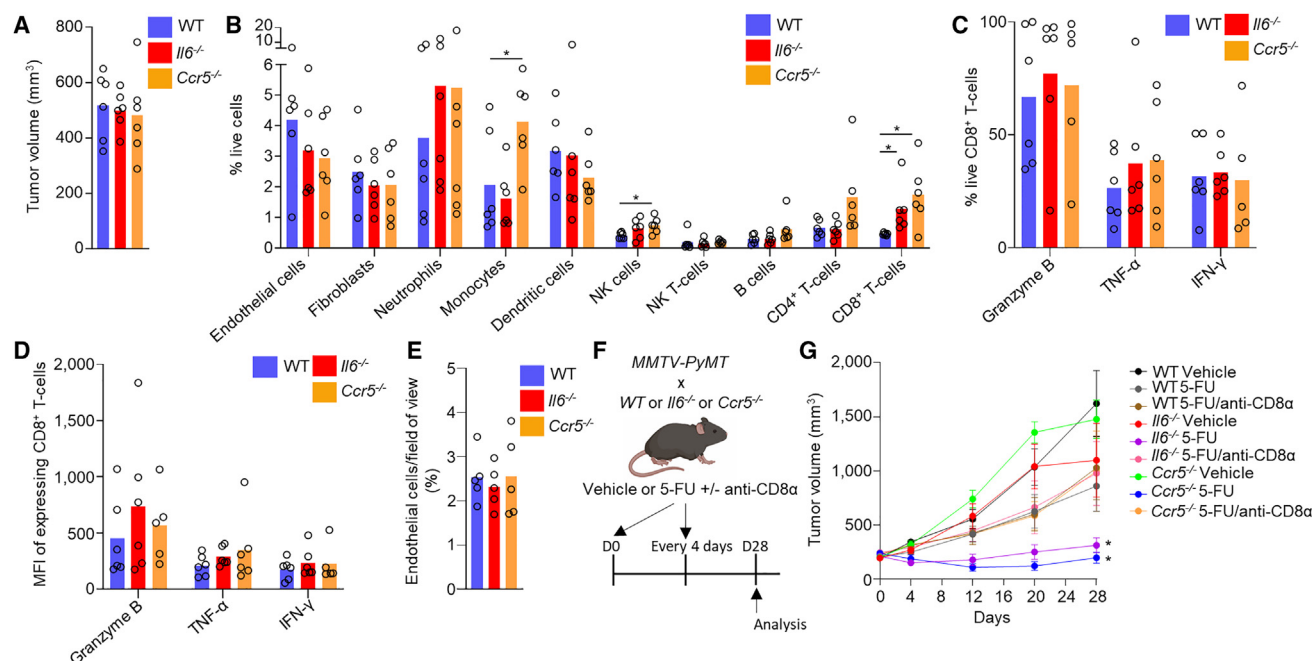 A
Tumor volume (mm³)
800
600
400
200
0
WT
Il6-/-
Ccr5-/-
B
% live cells
20
10
6
5
4
3
2
1
0
*
*
*
*
WT
Il6-/-
Ccr5-/-
Endothelial cells
Fibroblasts
Neutrophils
Monocytes
Dendritic cells
NK cells
NK T-cells
B cells
CD4+ T-cells
CD8+ T-cells
C
% live CD8+ T-cells
100
50
0
WT
Il6-/-
Ccr5-/-
Granzyme B
TNF-α
IFN-γ
D
MFI of expressing CD8+ T-cells
2,000
1,500
1,000
500
0
WT
Il6-/-
Ccr5-/-
Granzyme B
TNF-α
IFN-γ
E
Endothelial cells/field of view
(%)
5
4
3
2
1
0
WT
Il6-/-
Ccr5-/-
F
MMTV-PyMT
x
WT or Il6-/- or Ccr5-/-
Vehicle or 5-FU +/- anti-CD8α
D0
Every 4 days
D28
Analysis
G
Tumor volume (mm³)
2,000
1,500
1,000
500
0
0
4
8
12
16
20
24
28
Days
*
*
WT Vehicle
WT 5-FU
WT 5-FU/anti-CD8α
Il6-/- Vehicle
Il6-/- 5-FU
Il6-/- 5-FU/anti-CD8α
Ccr5-/- Vehicle
Ccr5-/- 5-FU
Ccr5-/- 5-FU/anti-CD8α